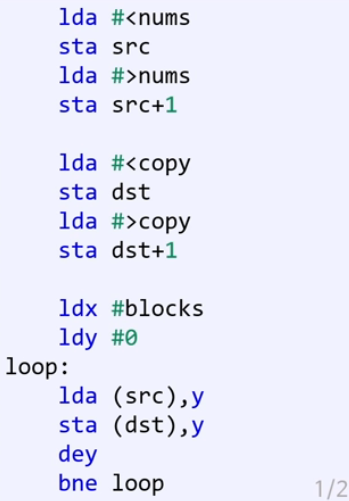 lda #<nums
sta src
lda #>nums
sta src+1
lda #<copy
sta dst
lda #>copy
sta dst+1
ldx #blocks
ldy #0
loop:
lda (src),y
sta (dst),y
dey
bne loop
1/2